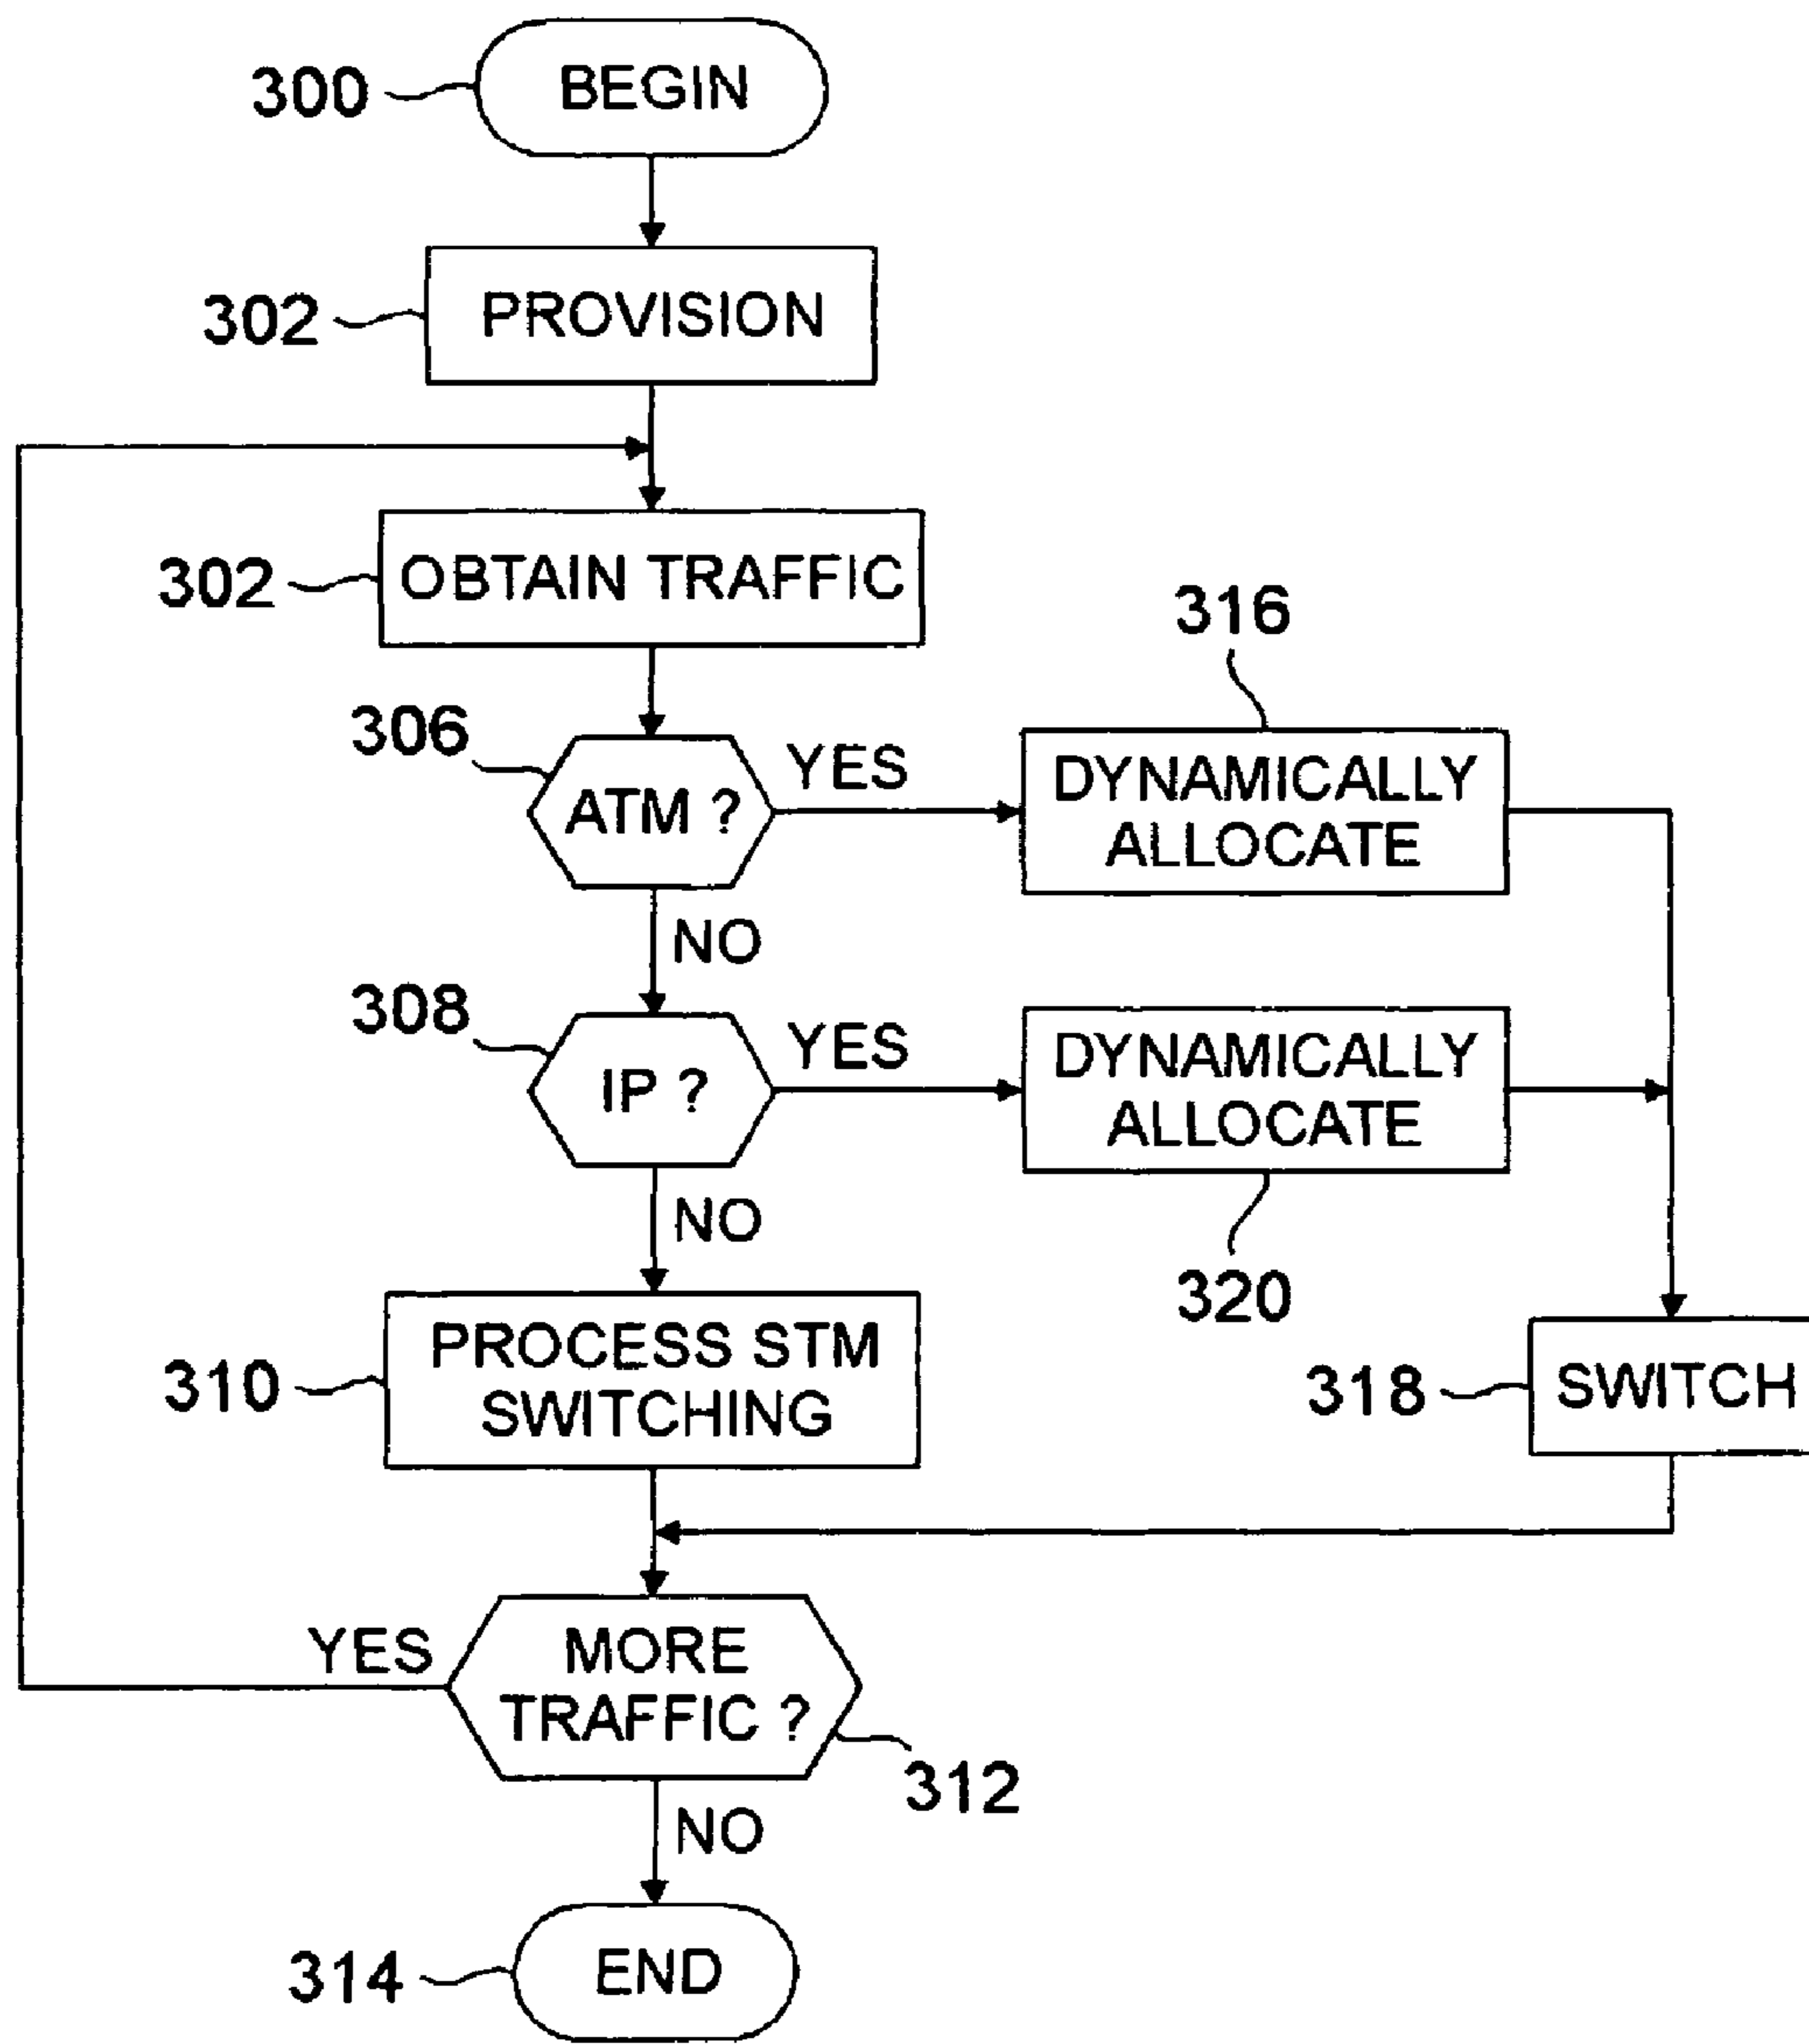 300
BEGIN
302
PROVISION
302
OBTAIN TRAFFIC
306
ATM ?
YES
316
DYNAMICALLY
ALLOCATE
NO
308
IP ?
YES
DYNAMICALLY
ALLOCATE
320
NO
310
PROCESS STM
SWITCHING
318
SWITCH
YES
MORE
TRAFFIC ?
312
NO
314
END